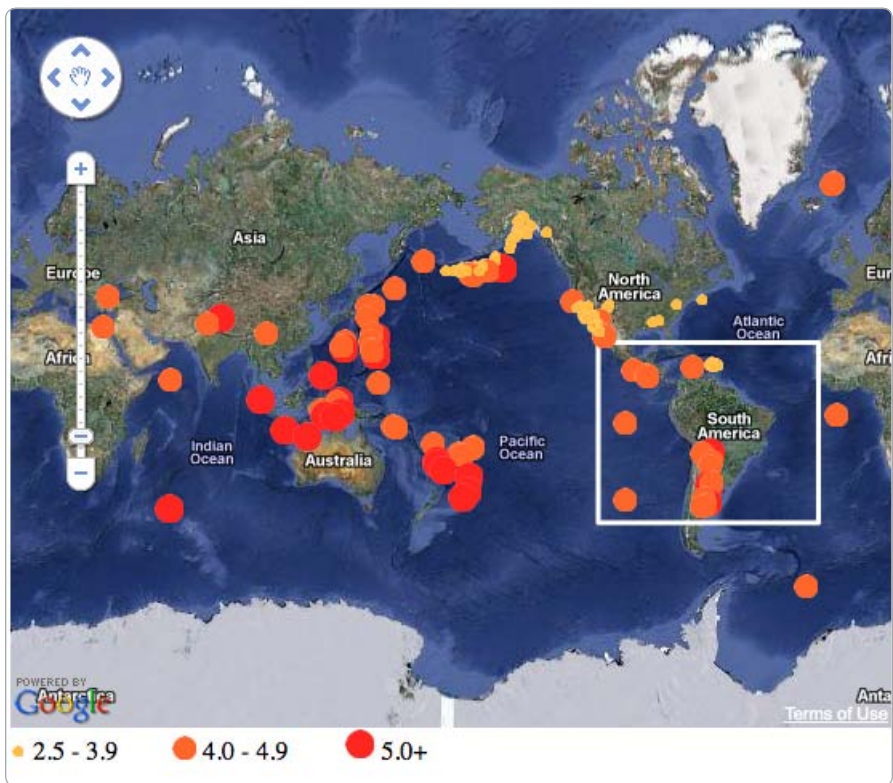 Asia
Europe
North
America
Eur
Atlantic
Ocean
Africa
Afri
South
America
Indian
Ocean
Australia
Pacific
Ocean
POWERED BY
Google
Antarctica
Anta
Terms of Use
2.5 - 3.9
4.0 - 4.9
5.0+